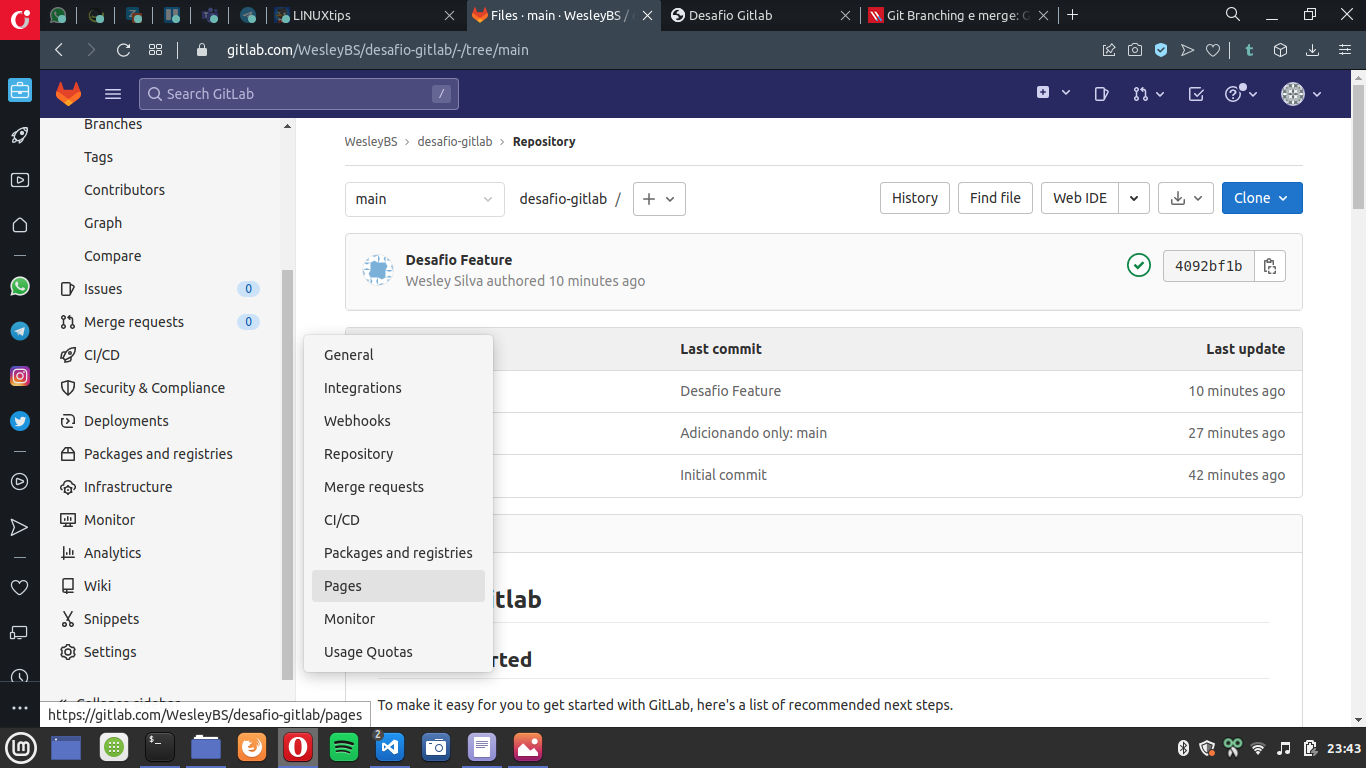 LINUXtips
Files · main · WesleyBS /
Desafio Gitlab
Git Branching e merge:
gitlab.com/WesleyBS/desafio-gitlab/-/tree/main
Search GitLab /
Branches
Tags
Contributors
Graph
Compare
Issues 0
Merge requests 0
CI/CD
Security & Compliance
Deployments
Packages and registries
Infrastructure
Monitor
Analytics
Wiki
Snippets
Settings
Collapse sidebar
https://gitlab.com/WesleyBS/desafio-gitlab/pages
General
Integrations
Webhooks
Repository
Merge requests
CI/CD
Packages and registries
Pages
Monitor
Usage Quotas
WesleyBS > desafio-gitlab > Repository
main desafio-gitlab / +
History Find file Web IDE Clone
Desafio Feature
Wesley Silva authored 10 minutes ago
4092bf1b
Last commit Last update
Desafio Feature 10 minutes ago
Adicionando only: main 27 minutes ago
Initial commit 42 minutes ago
itlab
rted
To make it easy for you to get started with GitLab, here's a list of recommended next steps.
2
23:43